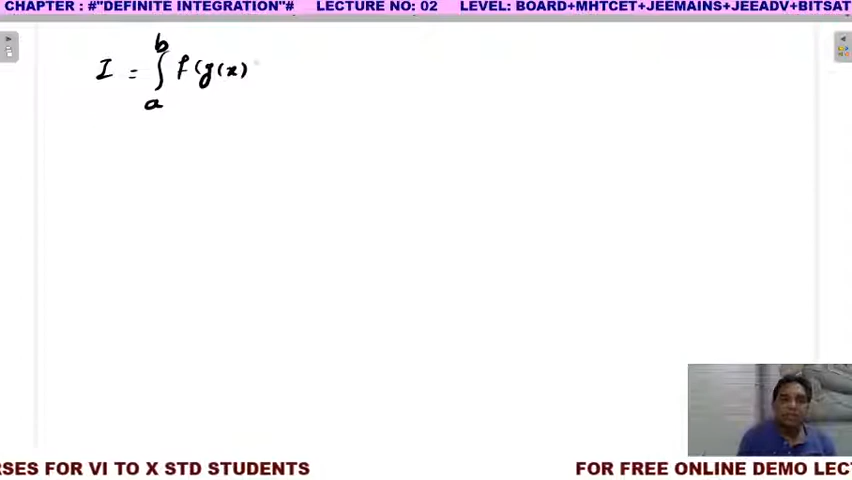 CHAPTER : #"DEFINITE INTEGRATION"# LECTURE NO: 02 LEVEL: BOARD+MHTCET+JEEMAINS+JEEADV+BITSAT
I = ∫ₐᵇ f(g(x)
RSES FOR VI TO X STD STUDENTS FOR FREE ONLINE DEMO LEC